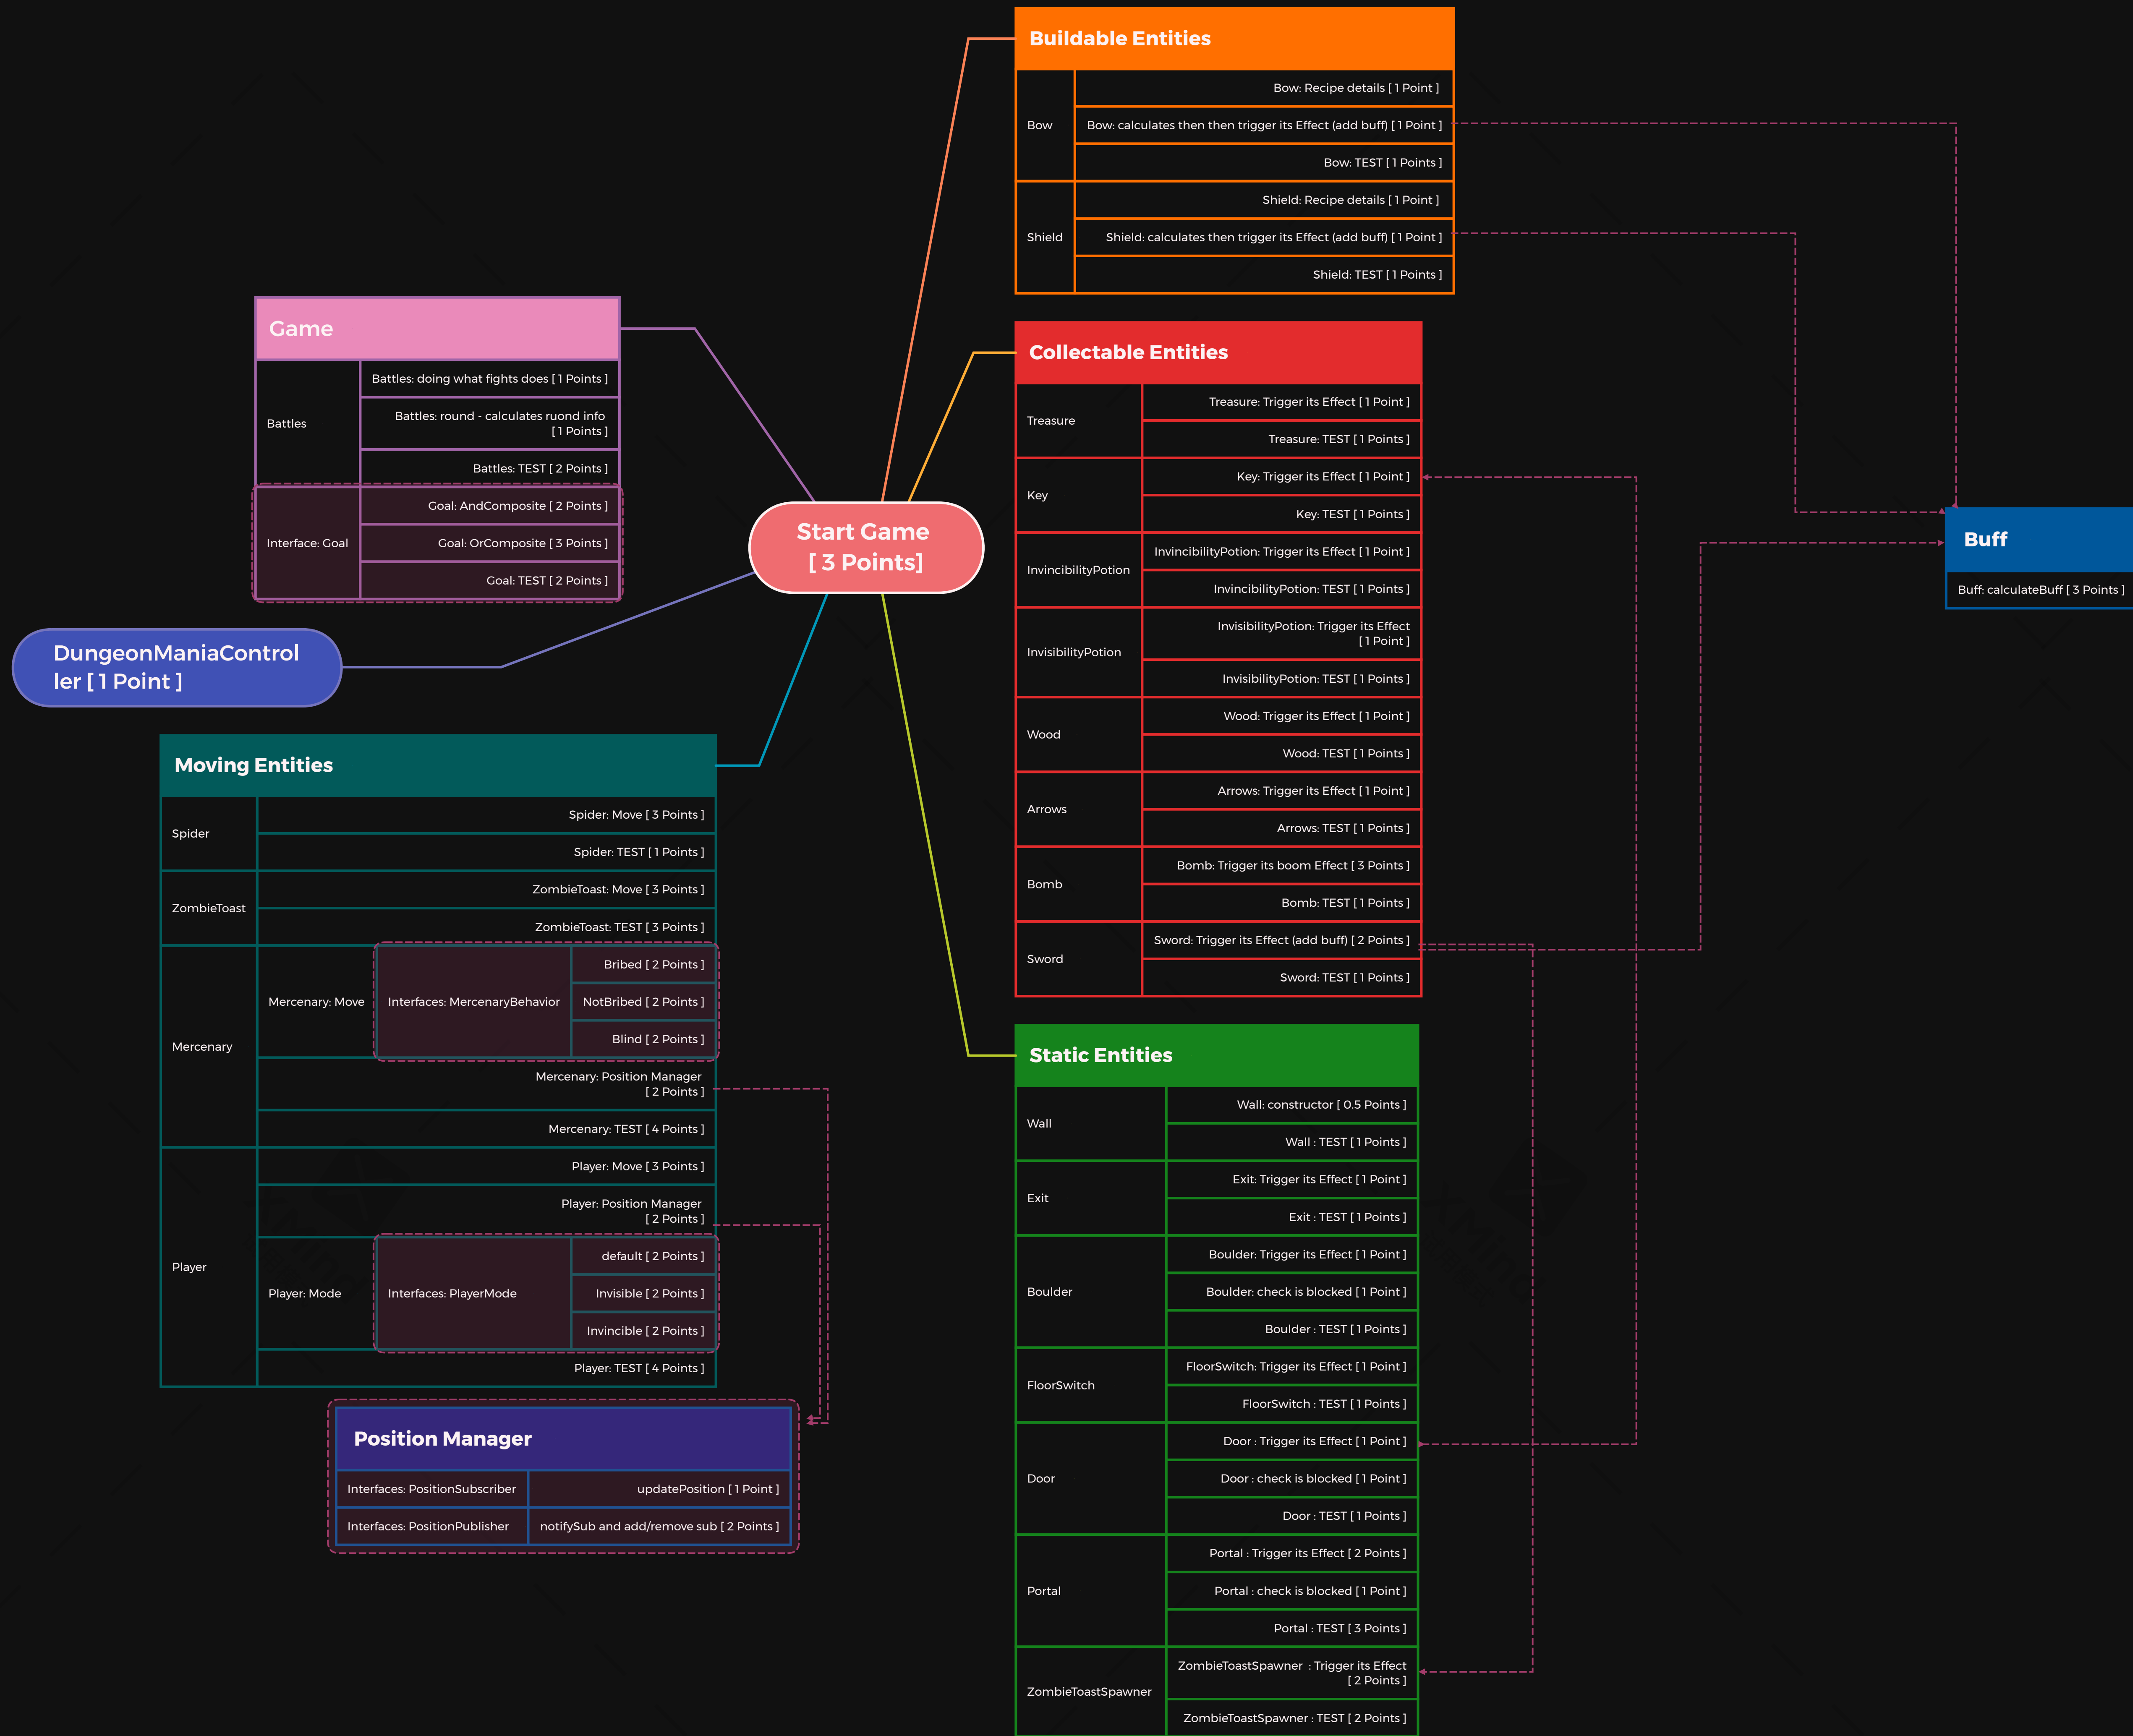 Buildable Entities
Bow
Bow: Recipe details [ 1 Point ]
Bow: calculates then then trigger its Effect (add buff) [ 1 Point ]
Bow: TEST [ 1 Points ]
Shield
Shield: Recipe details [ 1 Point ]
Shield: calculates then trigger its Effect (add buff) [ 1 Point ]
Shield: TEST [ 1 Points ]
Game
Battles
Battles: doing what fights does [ 1 Points ]
Battles: round - calculates ruond info
[ 1 Points ]
Battles: TEST [ 2 Points ]
Interface: Goal
Goal: AndComposite [ 2 Points ]
Goal: OrComposite [ 3 Points ]
Goal: TEST [ 2 Points ]
Start Game
[ 3 Points]
DungeonManiaControl
ler [ 1 Point ]
Collectable Entities
Treasure
Treasure: Trigger its Effect [ 1 Point ]
Treasure: TEST [ 1 Points ]
Key
Key: Trigger its Effect [ 1 Point ]
Key: TEST [ 1 Points ]
InvincibilityPotion
InvincibilityPotion: Trigger its Effect [ 1 Point ]
InvincibilityPotion: TEST [ 1 Points ]
InvisibilityPotion
InvisibilityPotion: Trigger its Effect
[ 1 Point ]
InvisibilityPotion: TEST [ 1 Points ]
Wood
Wood: Trigger its Effect [ 1 Point ]
Wood: TEST [ 1 Points ]
Arrows
Arrows: Trigger its Effect [ 1 Point ]
Arrows: TEST [ 1 Points ]
Bomb
Bomb: Trigger its boom Effect [ 3 Points ]
Bomb: TEST [ 1 Points ]
Sword
Sword: Trigger its Effect (add buff) [ 2 Points ]
Sword: TEST [ 1 Points ]
Buff
Buff: calculateBuff [ 3 Points ]
Moving Entities
Spider
Spider: Move [ 3 Points ]
Spider: TEST [ 1 Points ]
ZombieToast
ZombieToast: Move [ 3 Points ]
ZombieToast: TEST [ 3 Points ]
Mercenary
Mercenary: Move
Interfaces: MercenaryBehavior
Bribed [ 2 Points ]
NotBribed [ 2 Points ]
Blind [ 2 Points ]
Mercenary: Position Manager
[ 2 Points ]
Mercenary: TEST [ 4 Points ]
Player
Player: Move [ 3 Points ]
Player: Position Manager
[ 2 Points ]
Player: Mode
Interfaces: PlayerMode
default [ 2 Points ]
Invisible [ 2 Points ]
Invincible [ 2 Points ]
Player: TEST [ 4 Points ]
Position Manager
Interfaces: PositionSubscriber
updatePosition [ 1 Point ]
Interfaces: PositionPublisher
notifySub and add/remove sub [ 2 Points ]
Static Entities
Wall
Wall: constructor [ 0.5 Points ]
Wall : TEST [ 1 Points ]
Exit
Exit: Trigger its Effect [ 1 Point ]
Exit : TEST [ 1 Points ]
Boulder
Boulder: Trigger its Effect [ 1 Point ]
Boulder: check is blocked [ 1 Point ]
Boulder : TEST [ 1 Points ]
FloorSwitch
FloorSwitch: Trigger its Effect [ 1 Point ]
FloorSwitch : TEST [ 1 Points ]
Door
Door : Trigger its Effect [ 1 Point ]
Door : check is blocked [ 1 Point ]
Door : TEST [ 1 Points ]
Portal
Portal : Trigger its Effect [ 2 Points ]
Portal : check is blocked [ 1 Point ]
Portal : TEST [ 3 Points ]
ZombieToastSpawner
ZombieToastSpawner : Trigger its Effect
[ 2 Points ]
ZombieToastSpawner : TEST [ 2 Points ]
XMind
XMind